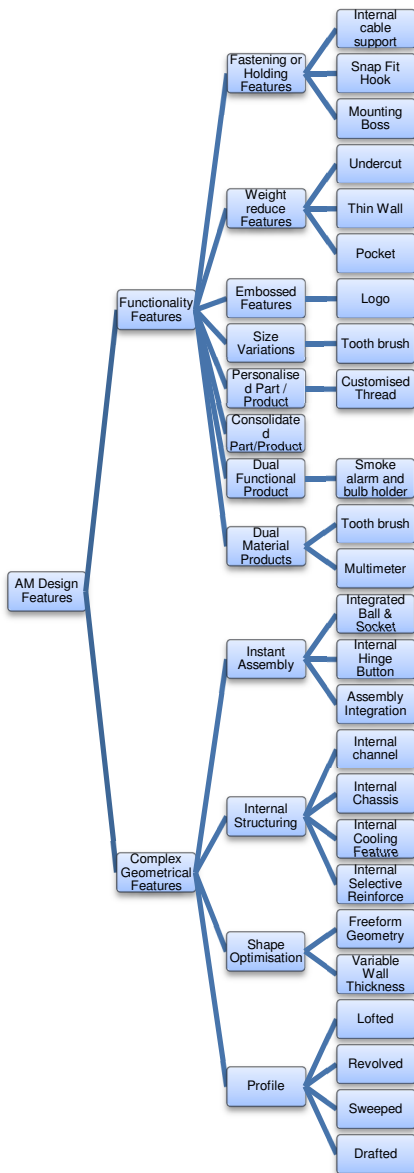 Internal
cable
support
Fastening or
Holding
Features
Snap Fit
Hook
Mounting
Boss
Undercut
Weight
reduce
Features
Thin Wall
Pocket
Functionality
Features
Embossed
Features
Logo
Size
Variations
Tooth brush
Personalise
d Part /
Product
Customised
Thread
Consolidate
d
Part/Product
Dual
Functional
Product
Smoke
alarm and
bulb holder
Dual
Material
Products
Tooth brush
Multimeter
AM Design
Features
Integrated
Ball &
Socket
Instant
Assembly
Internal
Hinge
Button
Assembly
Integration
Internal
channel
Internal
Structuring
Internal
Chassis
Internal
Cooling
Feature
Internal
Selective
Reinforce
Complex
Geometrical
Features
Freeform
Geometry
Shape
Optimisation
Variable
Wall
Thickness
Lofted
Profile
Revolved
Sweeped
Drafted